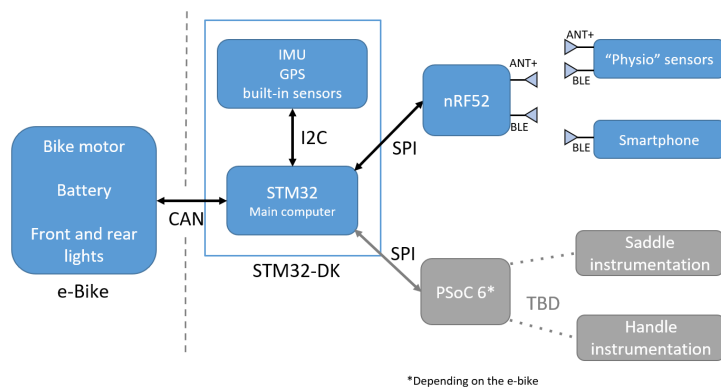 IMU
GPS
built-in sensors
I2C
STM32
Main computer
STM32-DK
Bike motor
Battery
Front and rear
lights
e-Bike
CAN
SPI
nRF52
ANT+
BLE
ANT+
BLE
"Physio" sensors
BLE
Smartphone
SPI
PSoC 6*
TBD
Saddle
instrumentation
Handle
instrumentation
*Depending on the e-bike